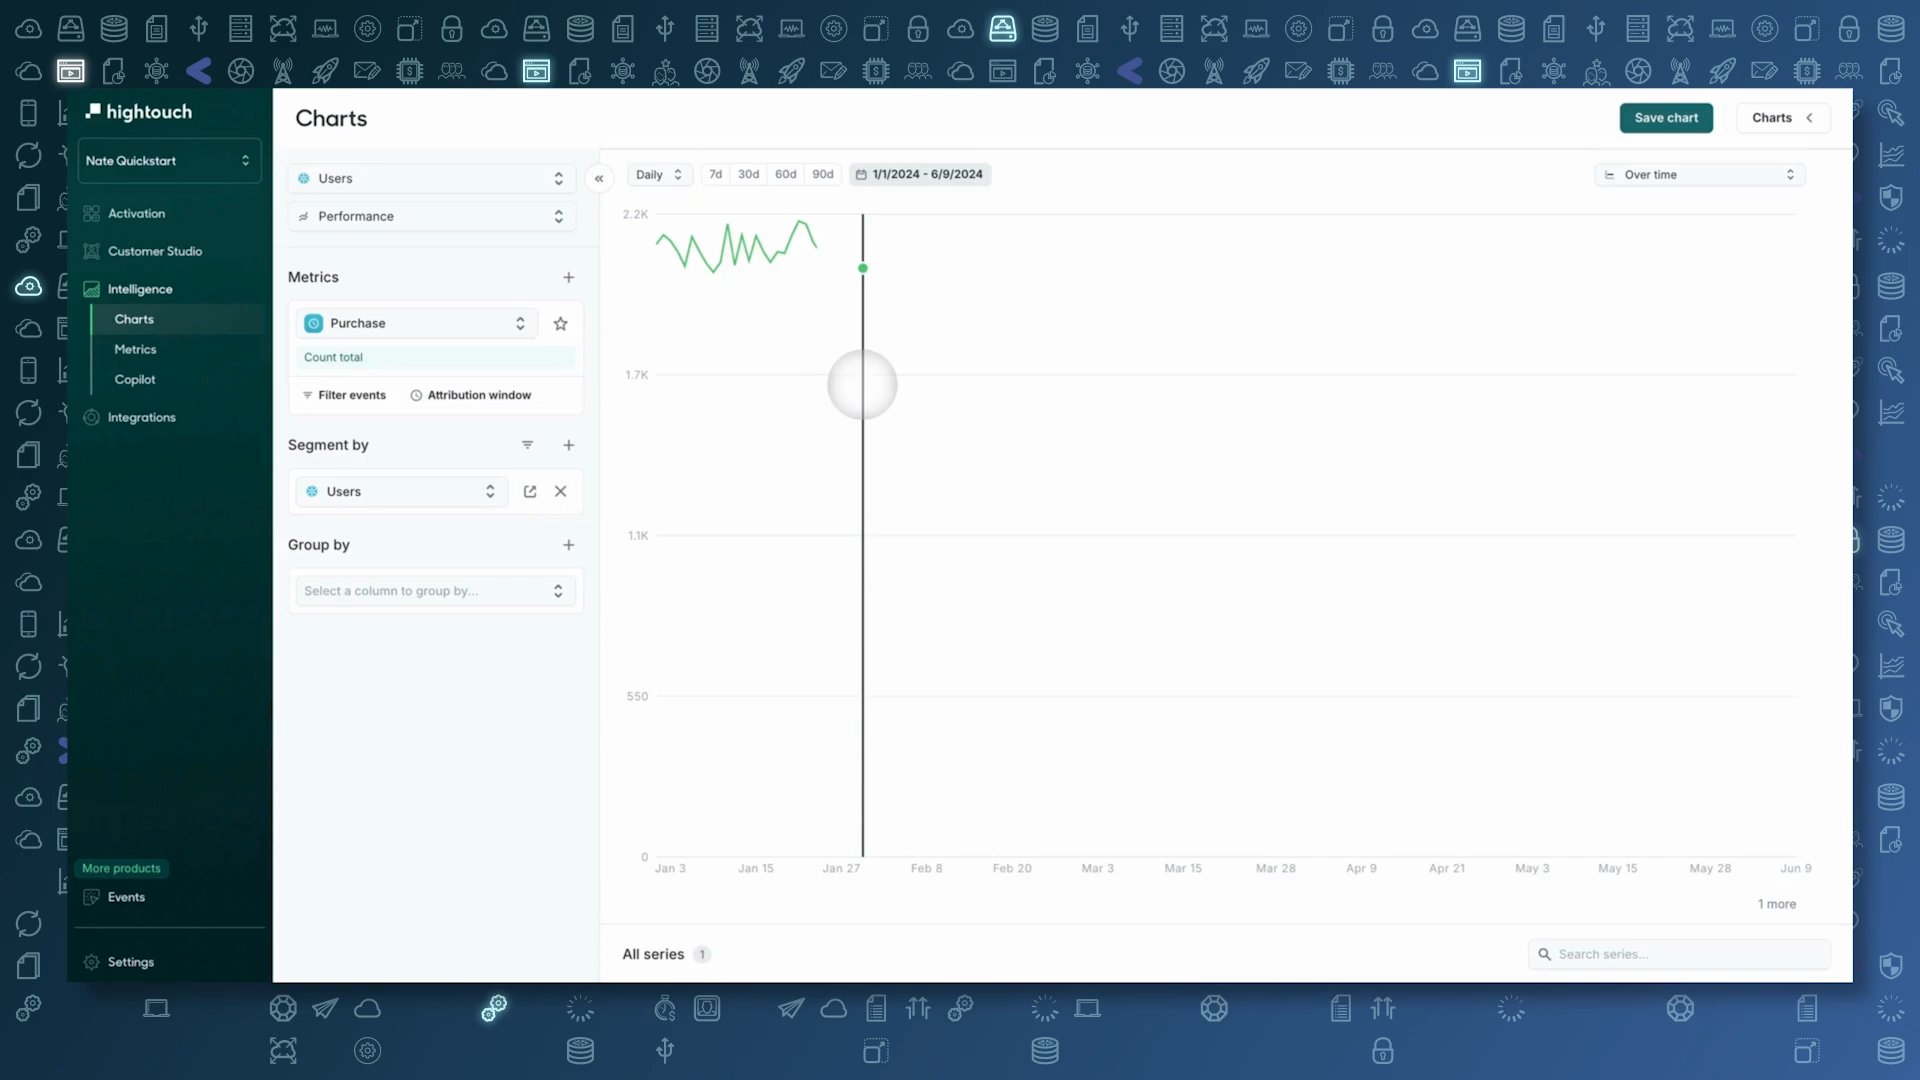 hightouch
Charts
Save chart
Charts
Nate Quickstart
Activation
Customer Studio
Intelligence
Charts
Metrics
Copilot
Integrations
More products
Events
Settings
Users
Performance
Metrics
Purchase
Count total
Filter events
Attribution window
Segment by
Users
Group by
Select a column to group by...
Daily
7d
30d
60d
90d
1/1/2024 - 6/9/2024
Over time
2.2K
1.7K
1.1K
550
0
Jan 3
Jan 15
Jan 27
Feb 8
Feb 20
Mar 3
Mar 15
Mar 28
Apr 9
Apr 21
May 3
May 15
May 28
Jun 9
1 more
All series 1
Search series...